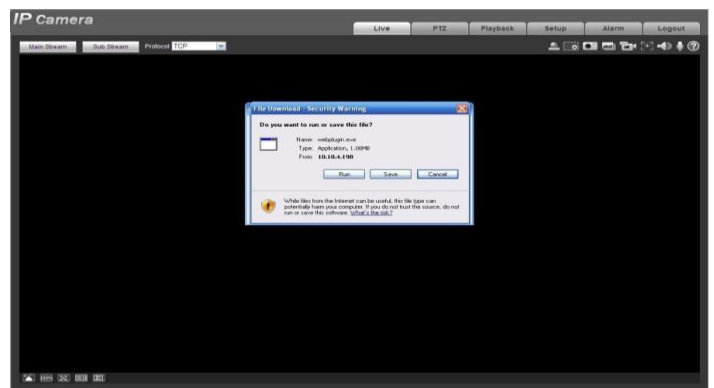 IP Camera
Live PTZ Playback Setup Alarm Logout
Main Stream Sub Stream Protocol TCP
File Download - Security Warning
Do you want to run or save this file?
Name: webplugin.exe
Type: Application, 1.08MB
From: 10.10.4.190
Run Save Cancel
While files from the Internet can be useful, this file type can
potentially harm your computer. If you do not trust the source, do not
run or save this software. What's the risk?